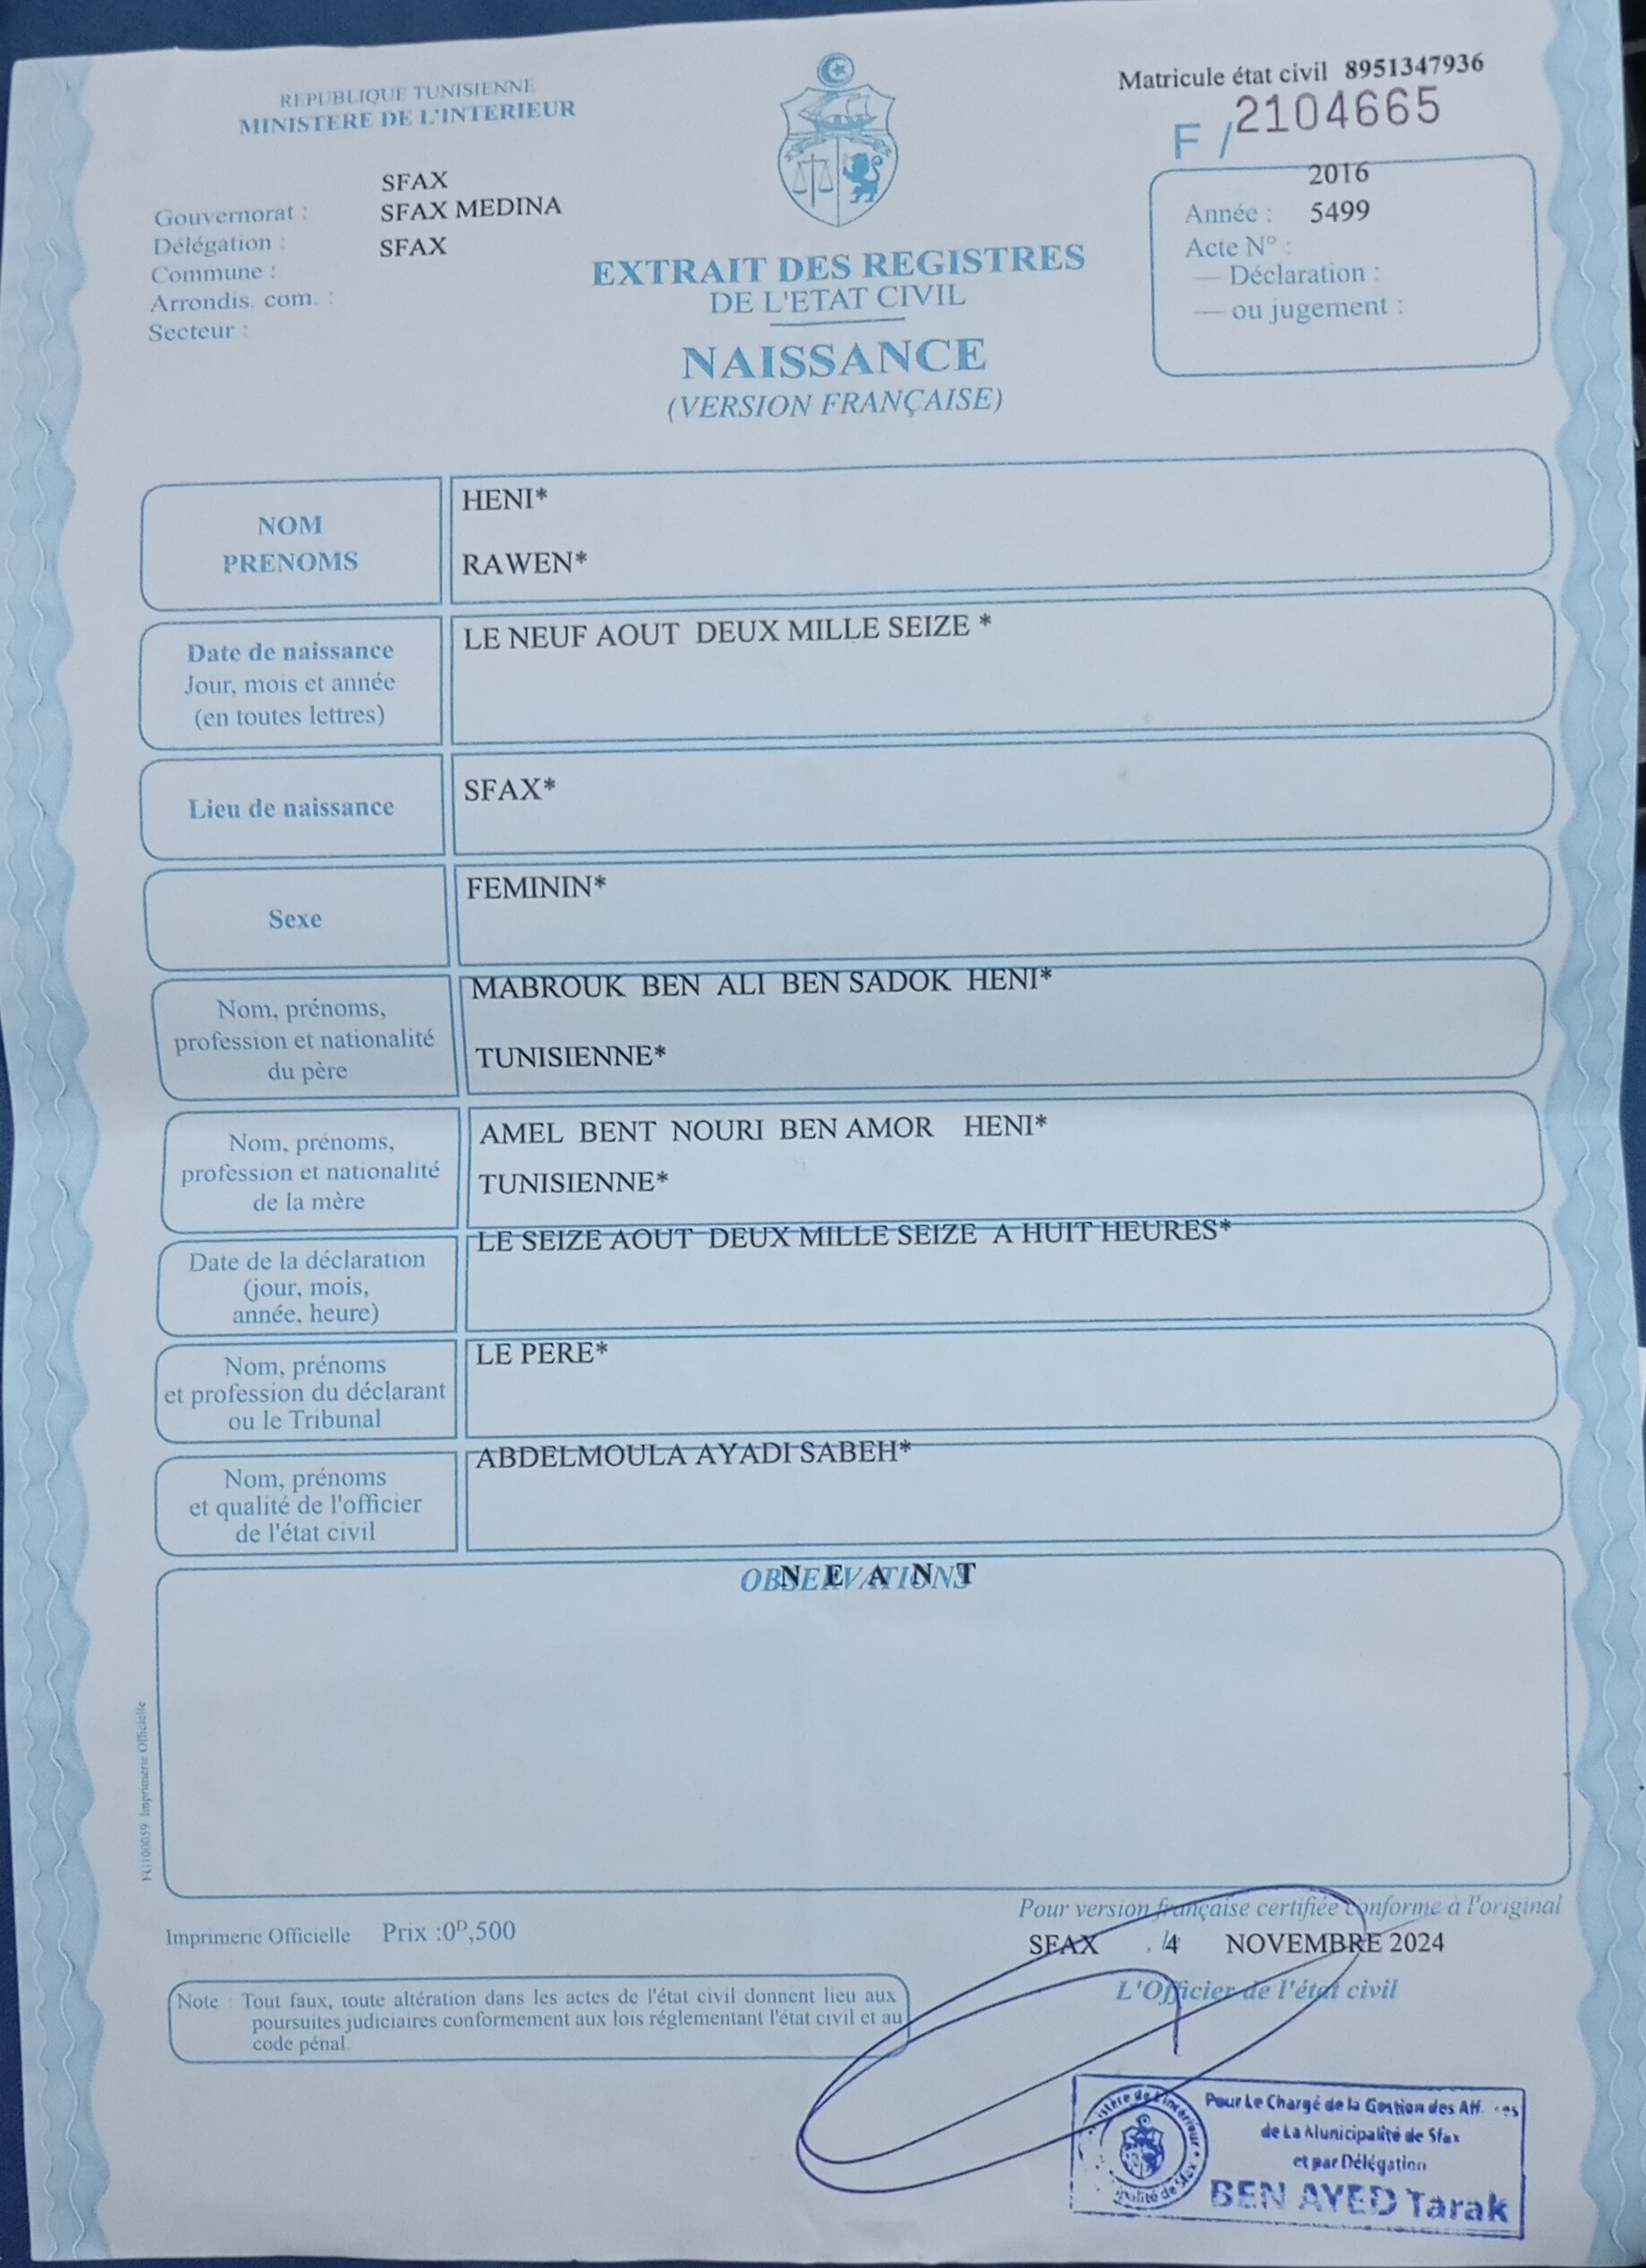 REPUBLIQUE TUNISIENNE
MINISTERE DE L'INTERIEUR
Matricule état civil 8951347936
F / 2104665
SFAX
Gouvernorat : SFAX MEDINA
Délégation : SFAX
Commune :
Arrondis. com. :
Secteur :
2016
Année : 5499
Acte N° :
— Déclaration :
— ou jugement :
EXTRAIT DES REGISTRES
DE L'ETAT CIVIL
NAISSANCE
(VERSION FRANÇAISE)
NOM
PRENOMS
HENI*
RAWEN*
Date de naissance
Jour, mois et année
(en toutes lettres)
LE NEUF AOUT DEUX MILLE SEIZE *
Lieu de naissance
SFAX*
Sexe
FEMININ*
Nom, prénoms,
profession et nationalité
du père
MABROUK BEN ALI BEN SADOK HENI*
TUNISIENNE*
Nom, prénoms,
profession et nationalité
de la mère
AMEL BENT NOURI BEN AMOR HENI*
TUNISIENNE*
Date de la déclaration
(jour, mois,
année, heure)
LE SEIZE AOUT DEUX MILLE SEIZE A HUIT HEURES*
Nom, prénoms
et profession du déclarant
ou le Tribunal
LE PERE*
Nom, prénoms
et qualité de l'officier
de l'état civil
ABDELMOULA AYADI SABEH*
OBSERVATIONS
N E A N T
Imprimerie Officielle
Imprimerie Officielle Prix :0ᴰ,500
Note : Tout faux, toute altération dans les actes de l'état civil donnent lieu aux
poursuites judiciaires conformement aux lois réglementant l'état civil et au
code pénal.
Pour version française certifiée conforme à l'original
SFAX , 4 NOVEMBRE 2024
L'Officier de l'état civil
Pour Le Chargé de la Gestion des
de La Municipalité de Sfax
et par Délégation
BEN AYED Tarak